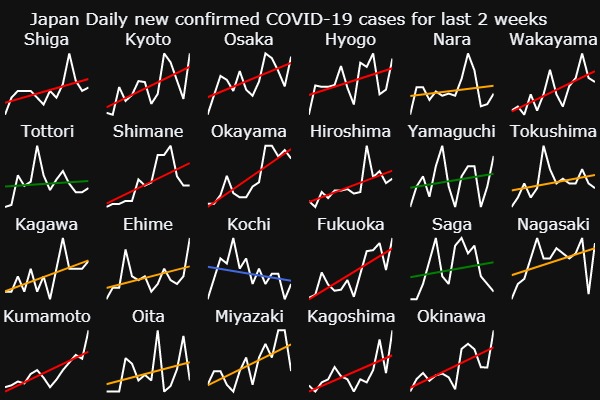 Japan Daily new confirmed COVID-19 cases for last 2 weeks
Shiga Kyoto Osaka Hyogo Nara Wakayama
Tottori Shimane Okayama Hiroshima Yamaguchi Tokushima
Kagawa Ehime Kochi Fukuoka Saga Nagasaki
Kumamoto Oita Miyazaki Kagoshima Okinawa